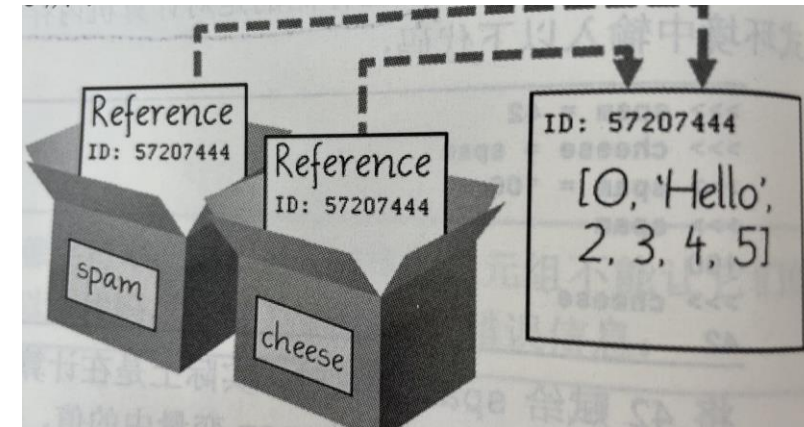 Reference
ID: 57207444
spam
Reference
ID: 57207444
cheese
ID: 57207444
[0, 'Hello',
2, 3, 4, 5]